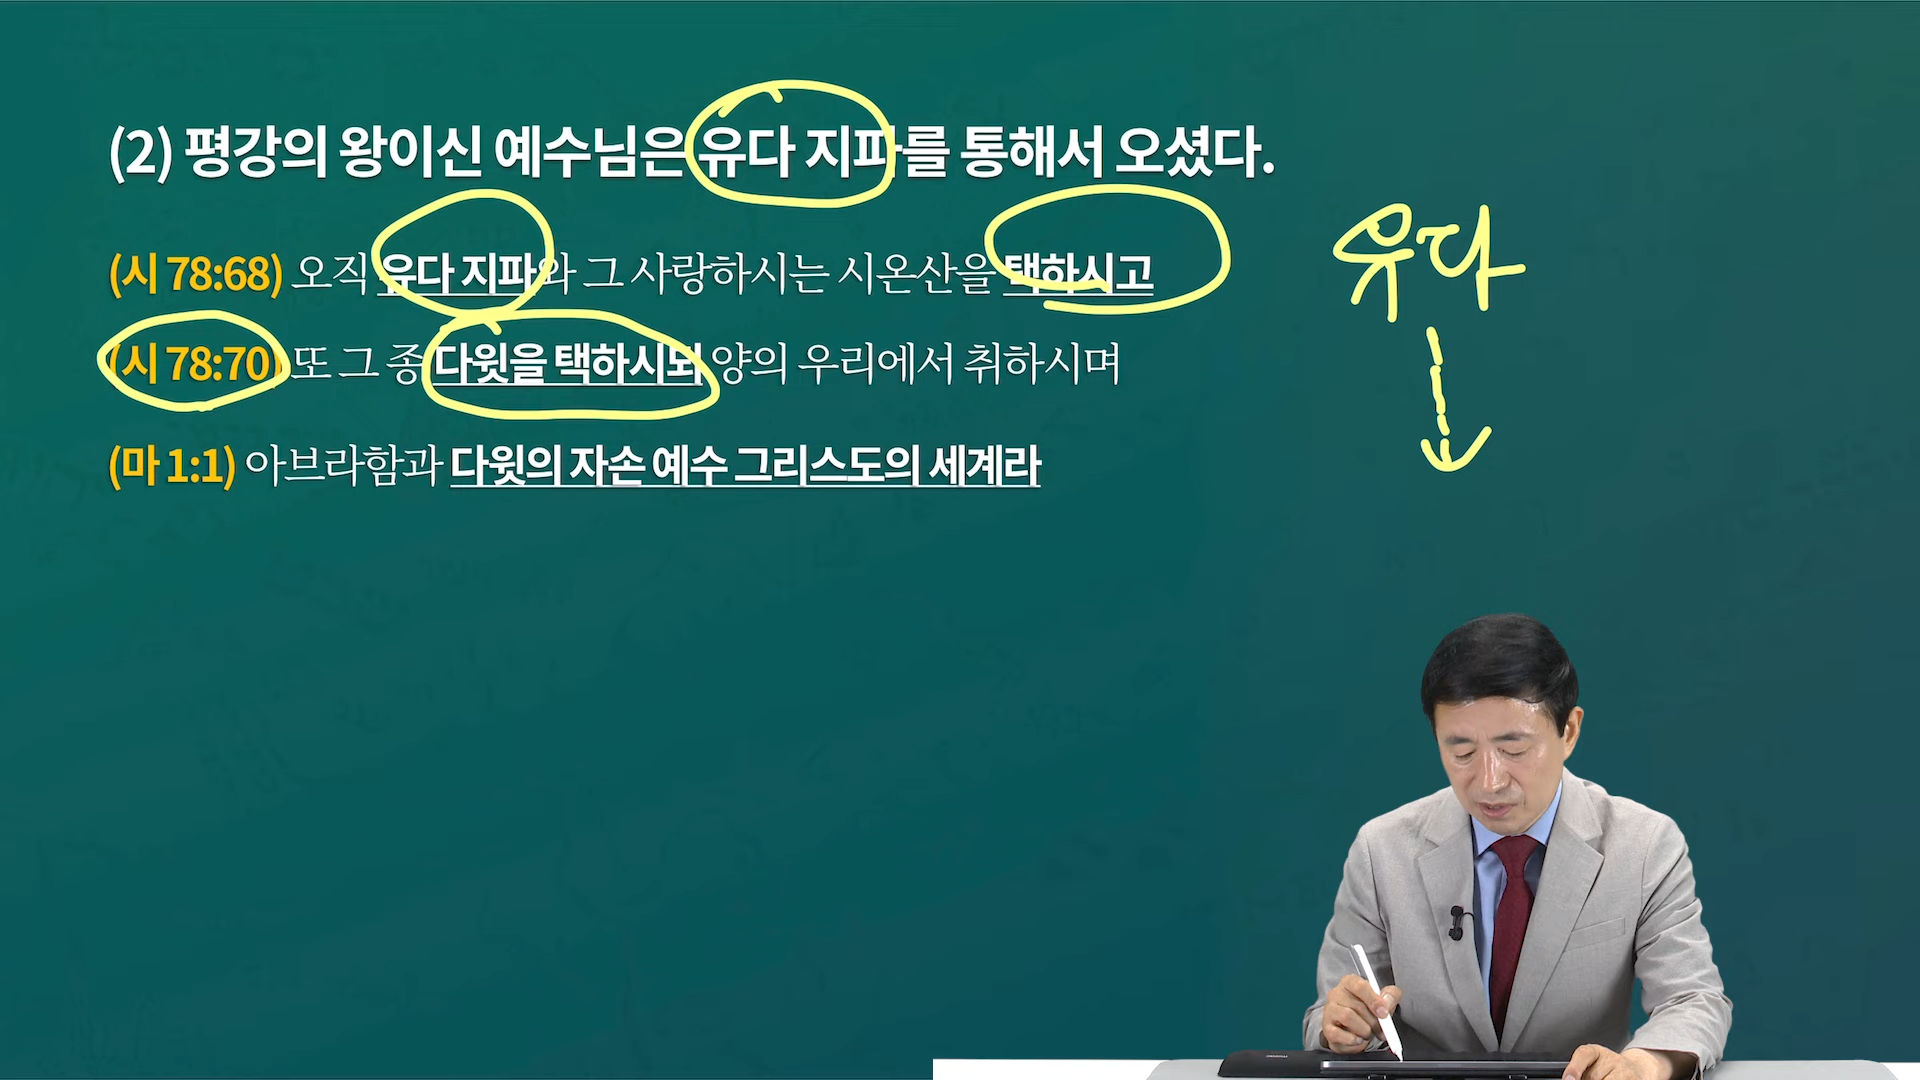 (2) 평강의 왕이신 예수님은 유다 지파를 통해서 오셨다.
(시 78:68) 오직 유다 지파와 그 사랑하시는 시온산을 택하시고
(시 78:70) 또 그 종 다윗을 택하시되 양의 우리에서 취하시며
(마 1:1) 아브라함과 다윗의 자손 예수 그리스도의 세계라
유다